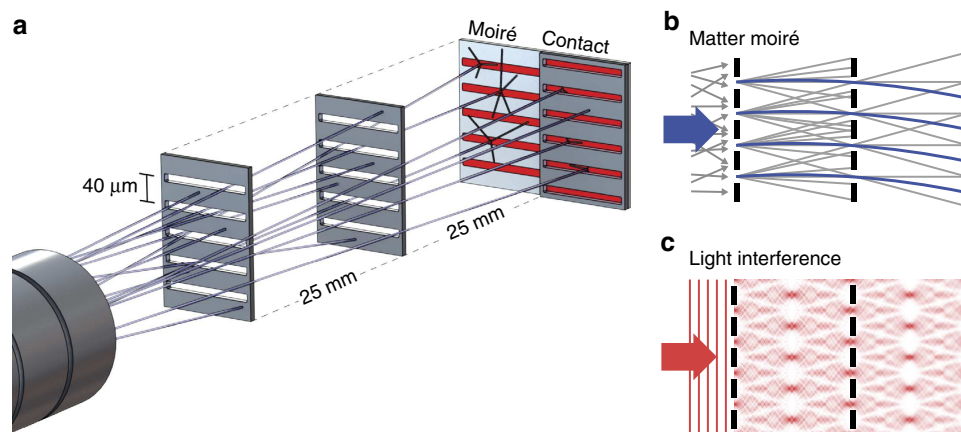 a
Moiré
Contact
40 μm
25 mm
25 mm
b
Matter moiré
c
Light interference